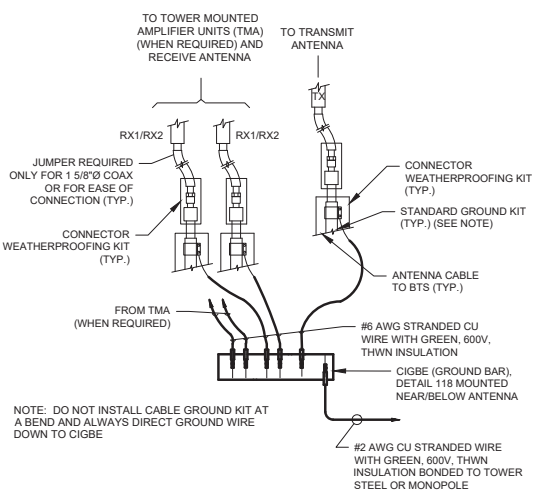 TO TOWER MOUNTED
AMPLIFIER UNITS (TMA)
(WHEN REQUIRED) AND
RECEIVE ANTENNA
TO TRANSMIT
ANTENNA
TX
RX1/RX2
RX1/RX2
JUMPER REQUIRED
ONLY FOR 1 5/8"Ø COAX
OR FOR EASE OF
CONNECTION (TYP.)
CONNECTOR
WEATHERPROOFING KIT
(TYP.)
CONNECTOR
WEATHERPROOFING KIT
(TYP.)
STANDARD GROUND KIT
(TYP.) (SEE NOTE)
ANTENNA CABLE
TO BTS (TYP.)
FROM TMA
(WHEN REQUIRED)
#6 AWG STRANDED CU
WIRE WITH GREEN, 600V,
THWN INSULATION
CIGBE (GROUND BAR),
DETAIL 118 MOUNTED
NEAR/BELOW ANTENNA
NOTE: DO NOT INSTALL CABLE GROUND KIT AT
A BEND AND ALWAYS DIRECT GROUND WIRE
DOWN TO CIGBE
#2 AWG CU STRANDED WIRE
WITH GREEN, 600V, THWN
INSULATION BONDED TO TOWER
STEEL OR MONOPOLE